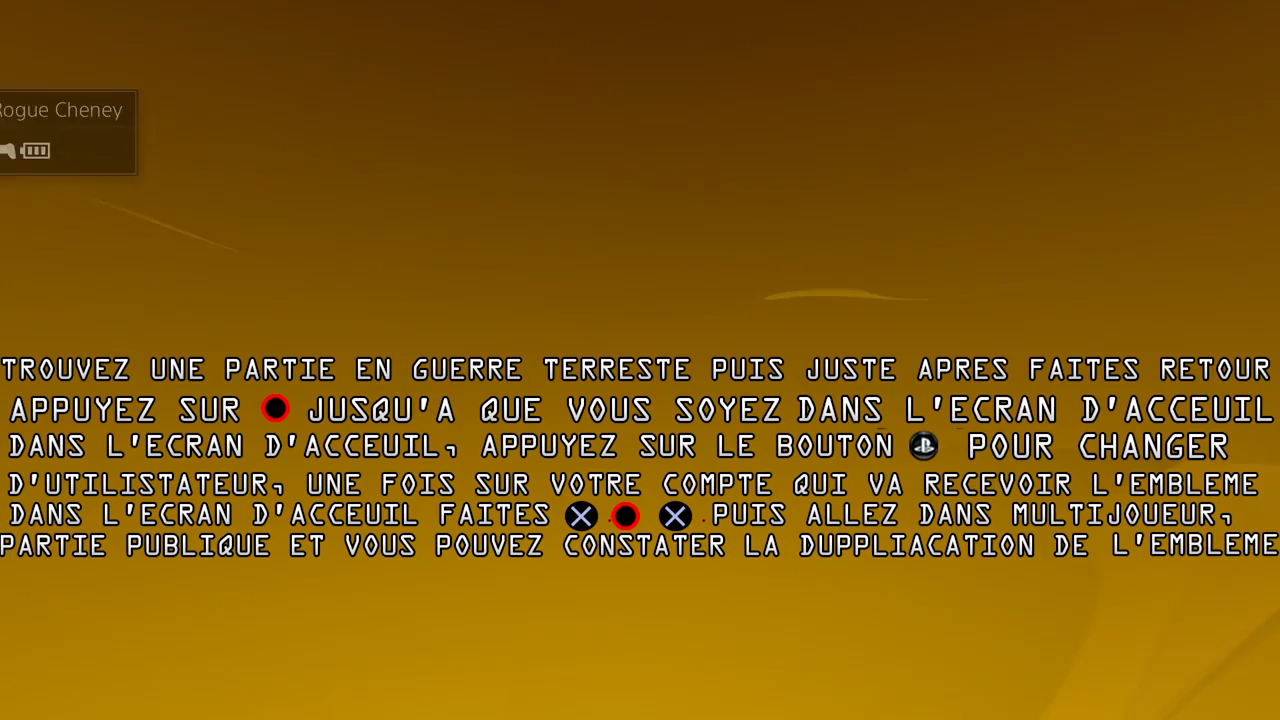 Rogue Cheney
TROUVEZ UNE PARTIE EN GUERRE TERRESTE PUIS JUSTE APRES FAITES RETOUR
APPUYEZ SUR JUSQU'A QUE VOUS SOYEZ DANS L'ECRAN D'ACCEUIL
DANS L'ECRAN D'ACCEUIL, APPUYEZ SUR LE BOUTON POUR CHANGER
D'UTILISTATEUR, UNE FOIS SUR VOTRE COMPTE QUI VA RECEVOIR L'EMBLEME
DANS L'ECRAN D'ACCEUIL FAITES PUIS ALLEZ DANS MULTIJOUEUR,
PARTIE PUBLIQUE ET VOUS POUVEZ CONSTATER LA DUPPLIACATION DE L'EMBLEME